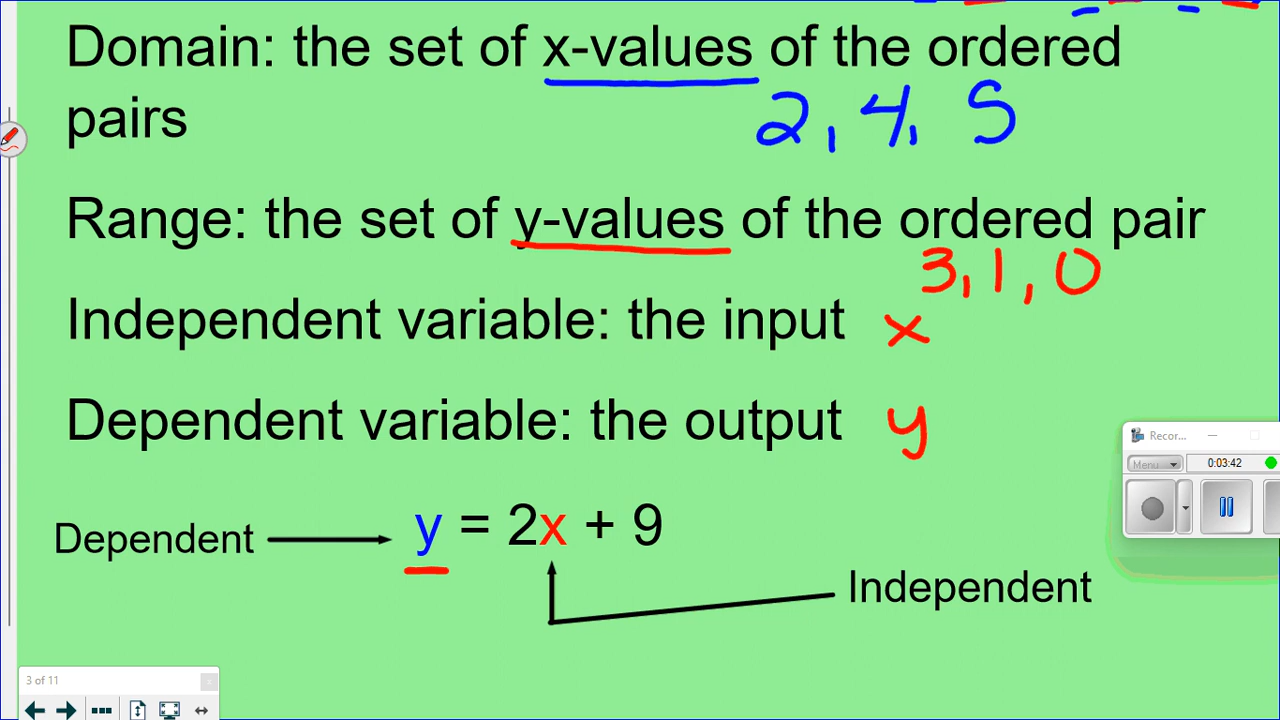 Domain: the set of x-values of the ordered
pairs
2, 4, 5
Range: the set of y-values of the ordered pair
3, 1, 0
Independent variable: the input x
Dependent variable: the output y
Dependent y = 2x + 9
Independent
Recor...
Menu 0:03:42
3 of 11